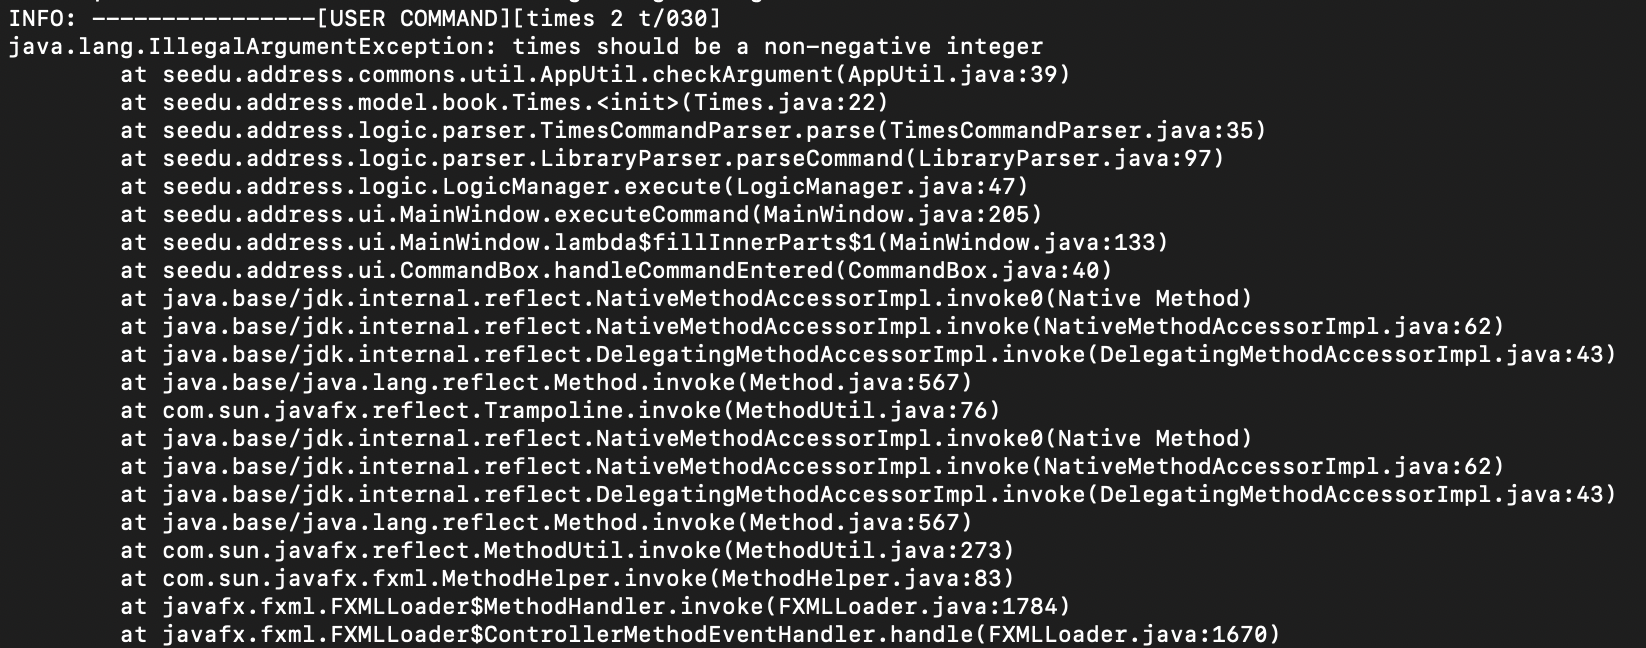 INFO: ----------------[USER COMMAND][times 2 t/030]
java.lang.IllegalArgumentException: times should be a non-negative integer
at seedu.address.commons.util.AppUtil.checkArgument(AppUtil.java:39)
at seedu.address.model.book.Times.<init>(Times.java:22)
at seedu.address.logic.parser.TimesCommandParser.parse(TimesCommandParser.java:35)
at seedu.address.logic.parser.LibraryParser.parseCommand(LibraryParser.java:97)
at seedu.address.logic.LogicManager.execute(LogicManager.java:47)
at seedu.address.ui.MainWindow.executeCommand(MainWindow.java:205)
at seedu.address.ui.MainWindow.lambda$fillInnerParts$1(MainWindow.java:133)
at seedu.address.ui.CommandBox.handleCommandEntered(CommandBox.java:40)
at java.base/jdk.internal.reflect.NativeMethodAccessorImpl.invoke0(Native Method)
at java.base/jdk.internal.reflect.NativeMethodAccessorImpl.invoke(NativeMethodAccessorImpl.java:62)
at java.base/jdk.internal.reflect.DelegatingMethodAccessorImpl.invoke(DelegatingMethodAccessorImpl.java:43)
at java.base/java.lang.reflect.Method.invoke(Method.java:567)
at com.sun.javafx.reflect.Trampoline.invoke(MethodUtil.java:76)
at java.base/jdk.internal.reflect.NativeMethodAccessorImpl.invoke0(Native Method)
at java.base/jdk.internal.reflect.NativeMethodAccessorImpl.invoke(NativeMethodAccessorImpl.java:62)
at java.base/jdk.internal.reflect.DelegatingMethodAccessorImpl.invoke(DelegatingMethodAccessorImpl.java:43)
at java.base/java.lang.reflect.Method.invoke(Method.java:567)
at com.sun.javafx.reflect.MethodUtil.invoke(MethodUtil.java:273)
at com.sun.javafx.fxml.MethodHelper.invoke(MethodHelper.java:83)
at javafx.fxml.FXMLLoader$MethodHandler.invoke(FXMLLoader.java:1784)
at javafx.fxml.FXMLLoader$ControllerMethodEventHandler.handle(FXMLLoader.java:1670)